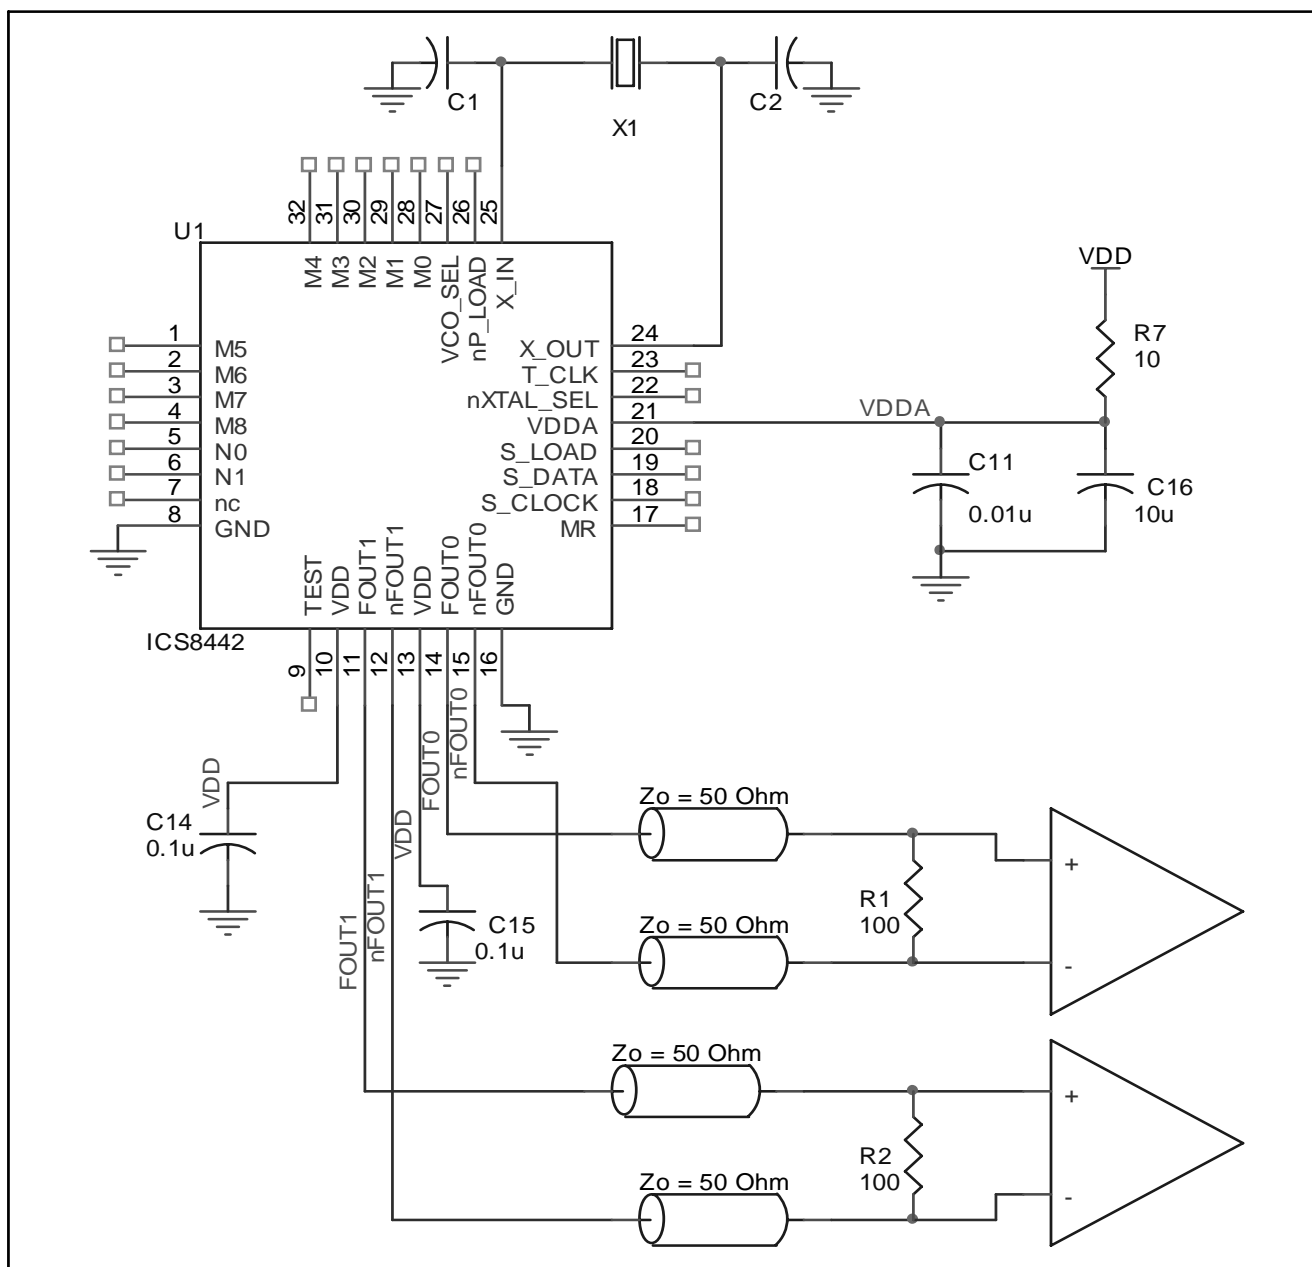 C1
X1
C2
32
31
30
29
28
27
26
25
U1
M4
M3
M2
M1
M0
VCO_SEL
nP_LOAD
X_IN
VDD
R7
10
1
M5
2
M6
3
M7
4
M8
5
N0
6
N1
7
nc
8
GND
X_OUT
24
T_CLK
23
nXTAL_SEL
22
VDDA
21
S_LOAD
20
S_DATA
19
S_CLOCK
18
MR
17
VDDA
C11
0.01u
C16
10u
TEST
VDD
FOUT1
nFOUT1
VDD
FOUT0
nFOUT0
GND
ICS8442
9
10
11
12
13
14
15
16
VDD
FOUT1
nFOUT1
VDD
FOUT0
nFOUT0
C14
0.1u
C15
0.1u
Zo = 50 Ohm
Zo = 50 Ohm
R1
100
+
-
Zo = 50 Ohm
Zo = 50 Ohm
R2
100
+
-